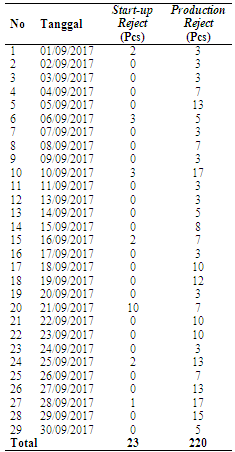 No Tanggal Start-up Reject (Pcs) Production Reject (Pcs)
1 01/09/2017 2 3
2 02/09/2017 0 3
3 03/09/2017 0 3
4 04/09/2017 0 7
5 05/09/2017 0 13
6 06/09/2017 3 5
7 07/09/2017 0 3
8 08/09/2017 0 7
9 09/09/2017 0 3
10 10/09/2017 3 17
11 11/09/2017 0 3
12 13/09/2017 0 3
13 14/09/2017 0 5
14 15/09/2017 0 8
15 16/09/2017 2 7
16 17/09/2017 0 3
17 18/09/2017 0 10
18 19/09/2017 0 12
19 20/09/2017 0 3
20 21/09/2017 10 7
21 22/09/2017 0 10
22 23/09/2017 0 10
23 24/09/2017 0 3
24 25/09/2017 2 13
25 26/09/2017 0 7
26 27/09/2017 0 13
27 28/09/2017 1 17
28 29/09/2017 0 15
29 30/09/2017 0 5
Total 23 220